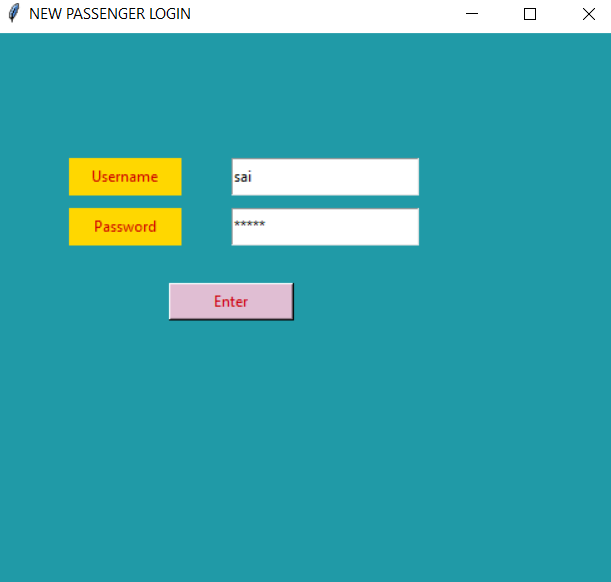 NEW PASSENGER LOGIN
Username
sai
Password
*****
Enter